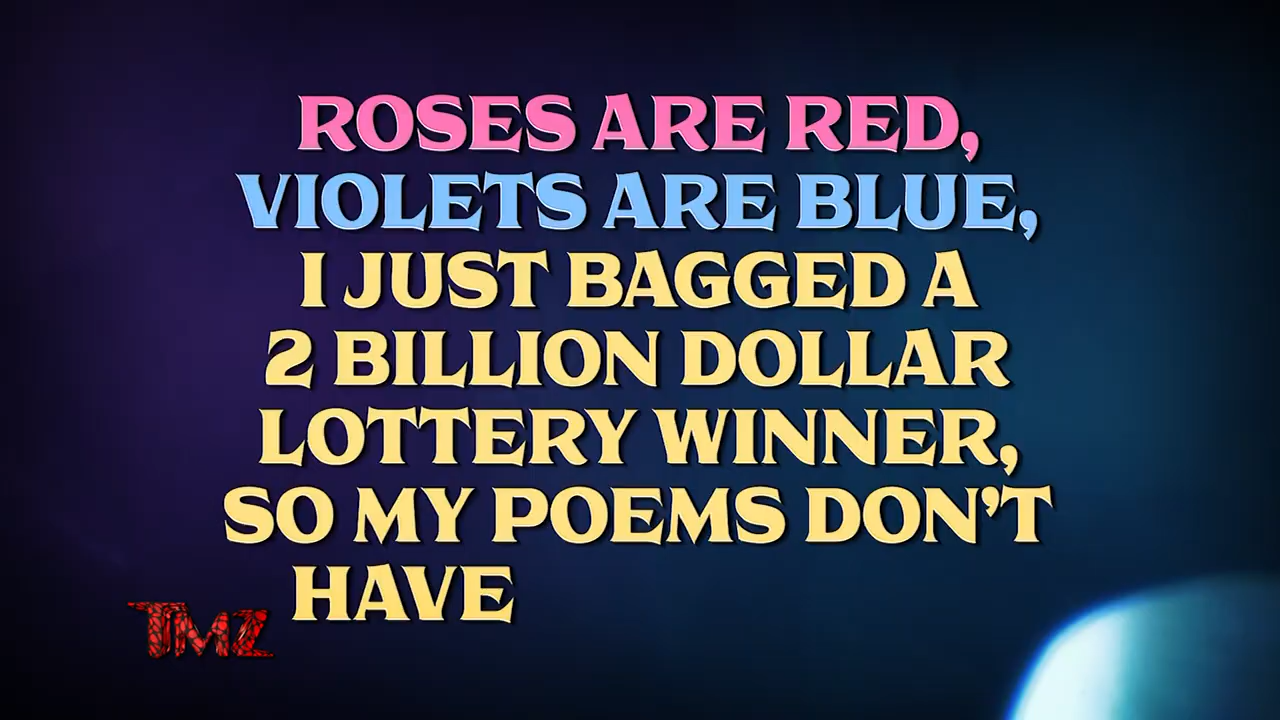 ROSES ARE RED,
VIOLETS ARE BLUE,
I JUST BAGGED A
2 BILLION DOLLAR
LOTTERY WINNER,
SO MY POEMS DON'T
HAVE
TMZ